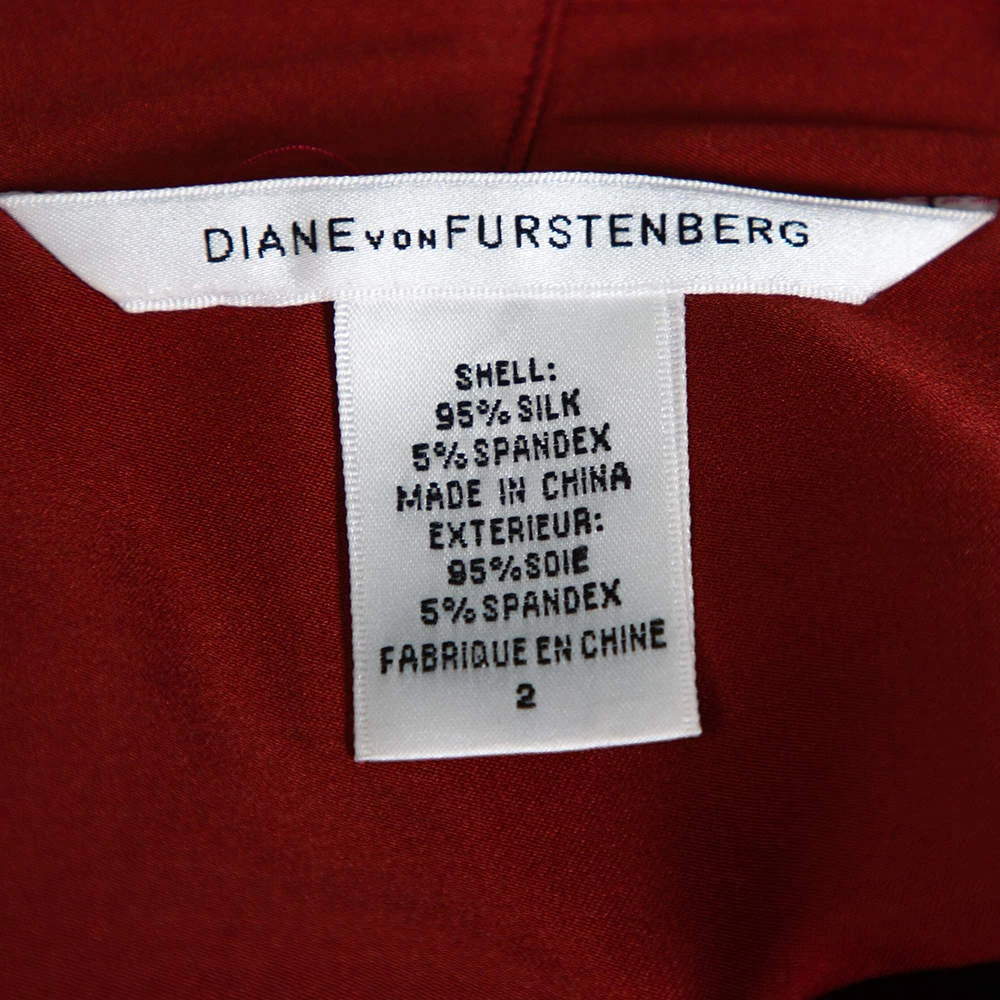 DIANE VON FURSTENBERG
SHELL:
95% SILK
5% SPANDEX
MADE IN CHINA
EXTERIEUR:
95% SOIE
5% SPANDEX
FABRIQUE EN CHINE
2